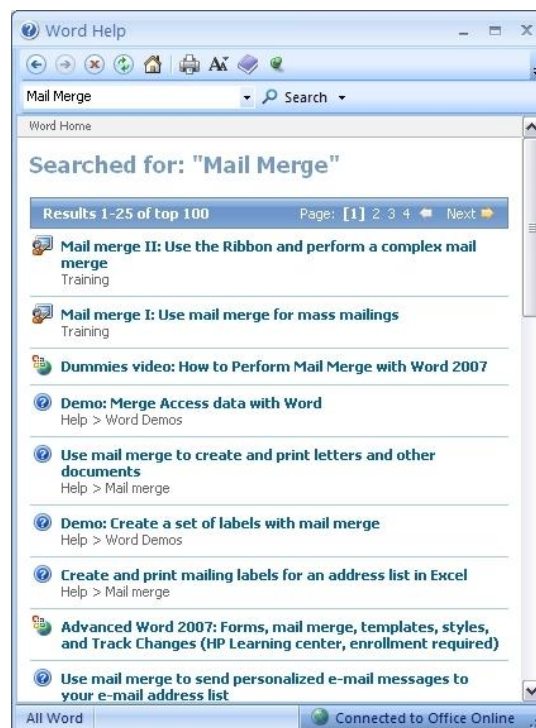 Word Help
Mail Merge
Search
Word Home
Searched for: "Mail Merge"
Results 1-25 of top 100 Page: [1] 2 3 4 Next
Mail merge II: Use the Ribbon and perform a complex mail
merge
Training
Mail merge I: Use mail merge for mass mailings
Training
Dummies video: How to Perform Mail Merge with Word 2007
Demo: Merge Access data with Word
Help > Word Demos
Use mail merge to create and print letters and other
documents
Help > Mail merge
Demo: Create a set of labels with mail merge
Help > Word Demos
Create and print mailing labels for an address list in Excel
Help > Mail merge
Advanced Word 2007: Forms, mail merge, templates, styles,
and Track Changes (HP Learning center, enrollment required)
Use mail merge to send personalized e-mail messages to
your e-mail address list
All Word Connected to Office Online